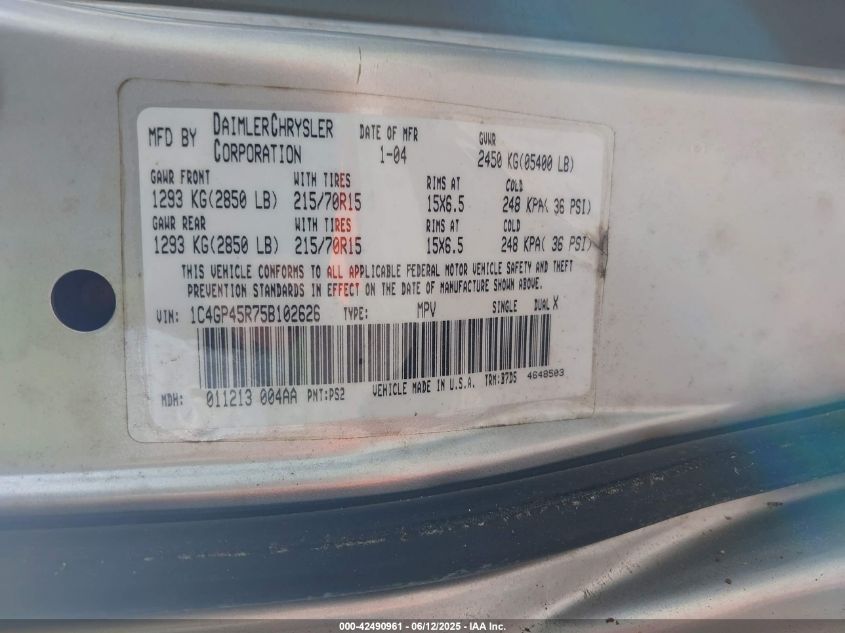 MFD BY DAIMLERCHRYSLER CORPORATION DATE OF MFR 1-04 GVWR 2450 KG(05400 LB)
GAWR FRONT WITH TIRES RIMS AT COLD
1293 KG(2850 LB) 215/70R15 15X6.5 248 KPA( 36 PSI)
GAWR REAR WITH TIRES RIMS AT COLD
1293 KG(2850 LB) 215/70R15 15X6.5 248 KPA( 36 PSI)
THIS VEHICLE CONFORMS TO ALL APPLICABLE FEDERAL MOTOR VEHICLE SAFETY AND THEFT
PREVENTION STANDARDS IN EFFECT ON THE DATE OF MANUFACTURE SHOWN ABOVE.
VIN: 1C4GP45R75B102626 TYPE: MPV SINGLE DUAL X
MDH: 011213 004AA PNT:PS2 VEHICLE MADE IN U.S.A. TRM:B7D5 4648503
000-42490961 - 06/12/2025 - IAA Inc.